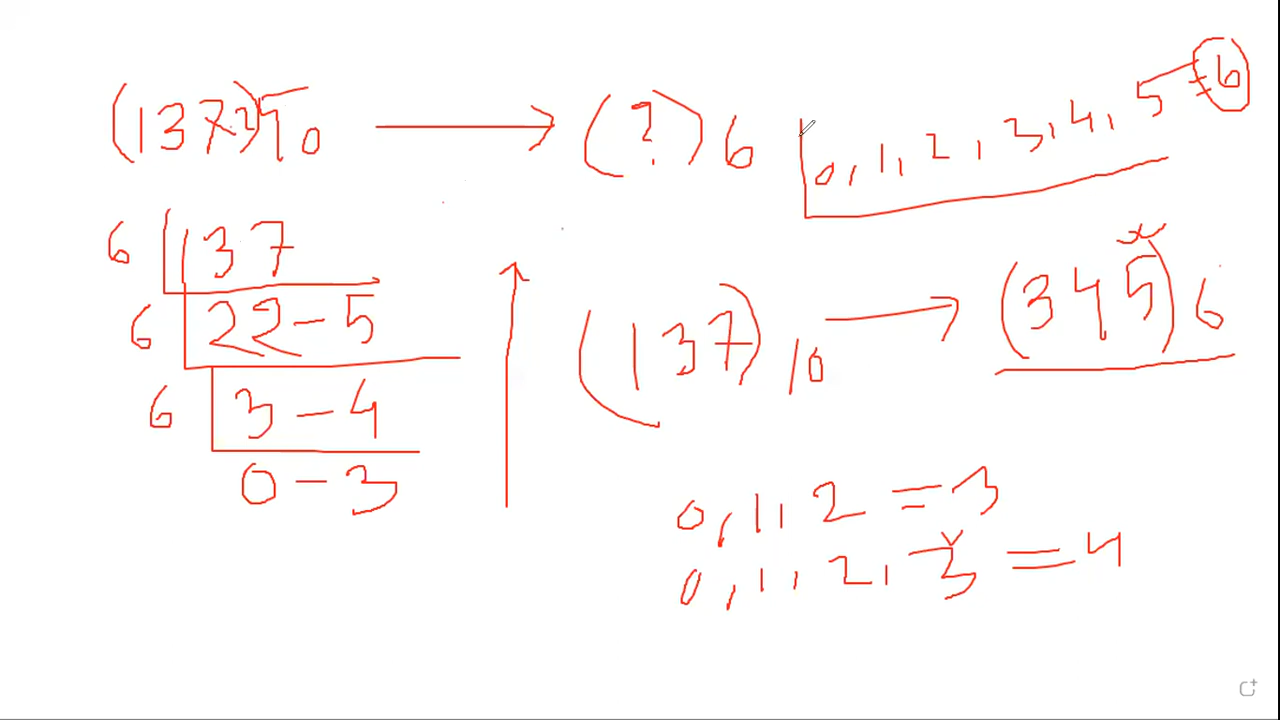 (137)10 → (?)6 0, 1, 2, 3, 4, 5 = 6
6 137
6 22 - 5
6 3 - 4
0 - 3
(137)10 → (345)6
0, 1, 2 = 3
0, 1, 2, 3 = 4